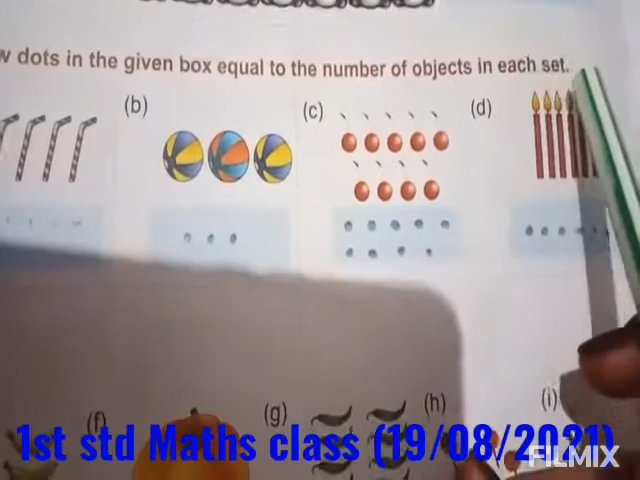 dots in the given box equal to the number of objects in each set.
(b) (c) (d)
(f) (g) (h) (i)
1st std Maths class (19/08/2021)
FILMIX